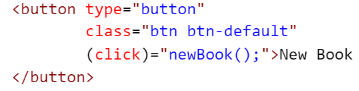 <button type="button"
class="btn btn-default"
(click)="newBook();">New Book
</button>